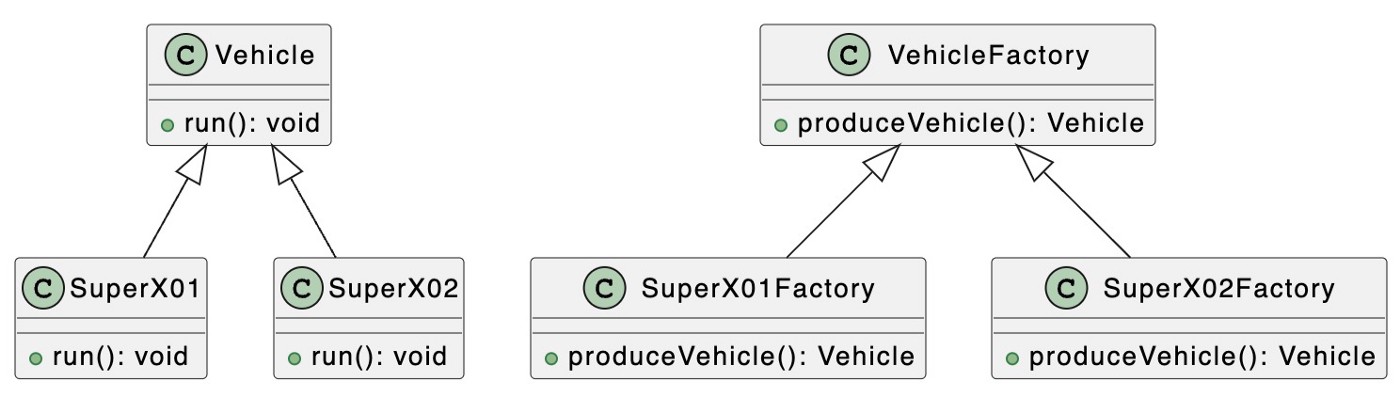 C Vehicle
run(): void
C VehicleFactory
produceVehicle(): Vehicle
C SuperX01
run(): void
C SuperX02
run(): void
C SuperX01Factory
produceVehicle(): Vehicle
C SuperX02Factory
produceVehicle(): Vehicle